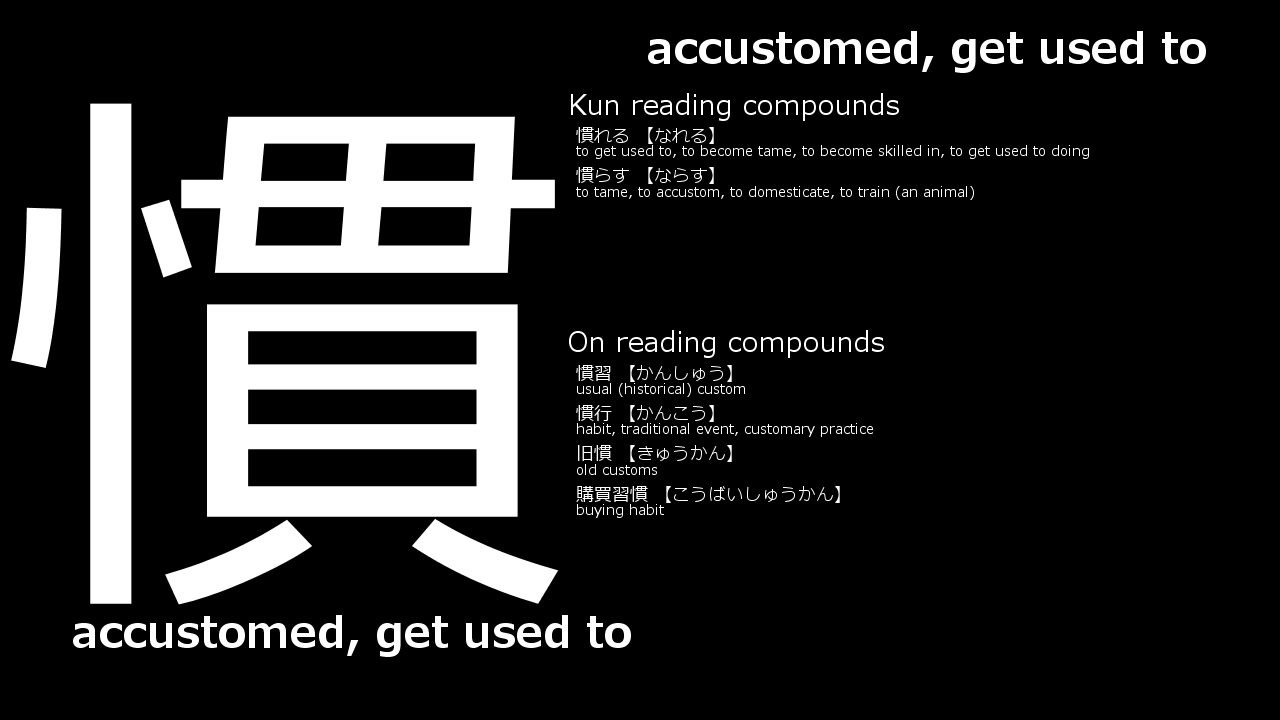 accustomed, get used to
慣
Kun reading compounds
慣れる 【なれる】
to get used to, to become tame, to become skilled in, to get used to doing
慣らす 【ならす】
to tame, to accustom, to domesticate, to train (an animal)
On reading compounds
慣習 【かんしゅう】
usual (historical) custom
慣行 【かんこう】
habit, traditional event, customary practice
旧慣 【きゅうかん】
old customs
購買習慣 【こうばいしゅうかん】
buying habit
accustomed, get used to